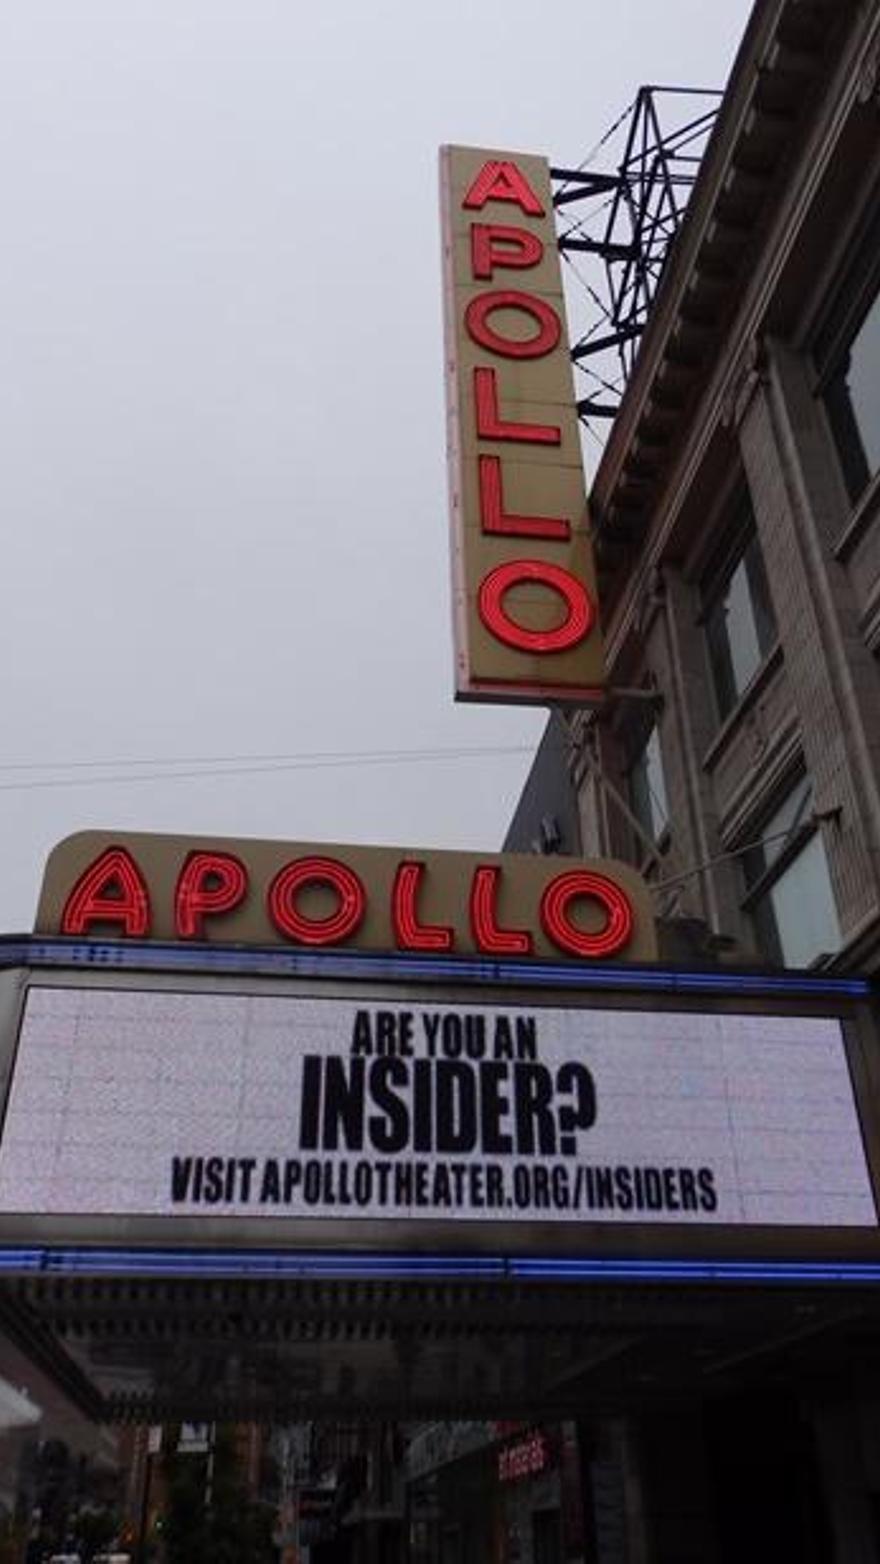 APOLLO
APOLLO
ARE YOU AN
INSIDER?
VISIT APOLLOTHEATER.ORG/INSIDERS